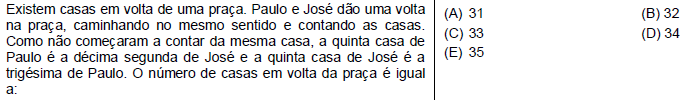 Existem casas em volta de uma praça. Paulo e José dão uma volta
na praça, caminhando no mesmo sentido e contando as casas.
Como não começaram a contar da mesma casa, a quinta casa de
Paulo é a décima segunda de José e a quinta casa de José é a
trigésima de Paulo. O número de casas em volta da praça é igual
a:
(A) 31
(B) 32
(C) 33
(D) 34
(E) 35